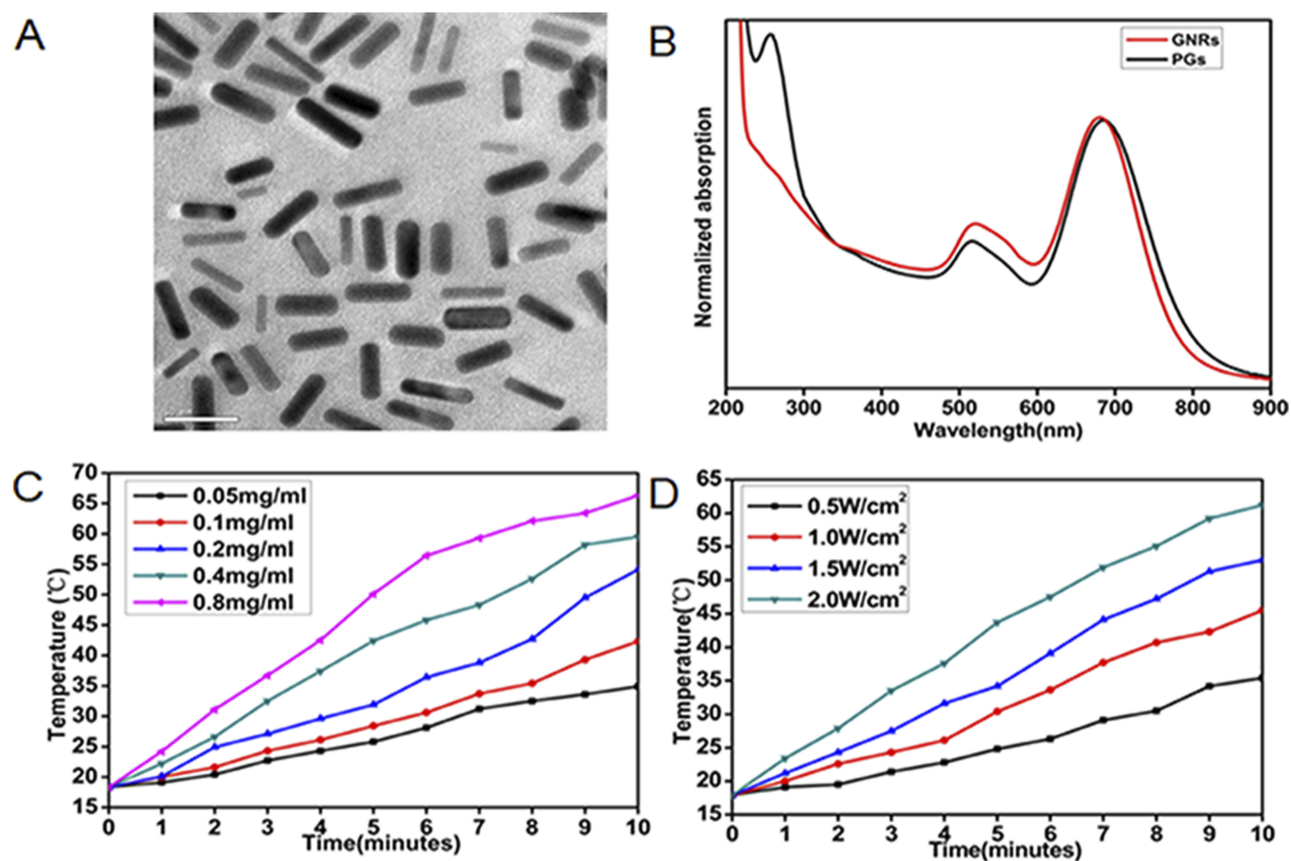 A
B
GNRs
PGs
Normalized absorption
200 300 400 500 600 700 800 900
Wavelength(nm)
C
70
65
60
55
50
45
40
35
30
25
20
15
0.05mg/ml
0.1mg/ml
0.2mg/ml
0.4mg/ml
0.8mg/ml
Temperature (℃)
0 1 2 3 4 5 6 7 8 9 10
Time(minutes)
D
65
60
55
50
45
40
35
30
25
20
15
0.5W/cm²
1.0W/cm²
1.5W/cm²
2.0W/cm²
Temperature(℃)
0 1 2 3 4 5 6 7 8 9 10
Time(minutes)